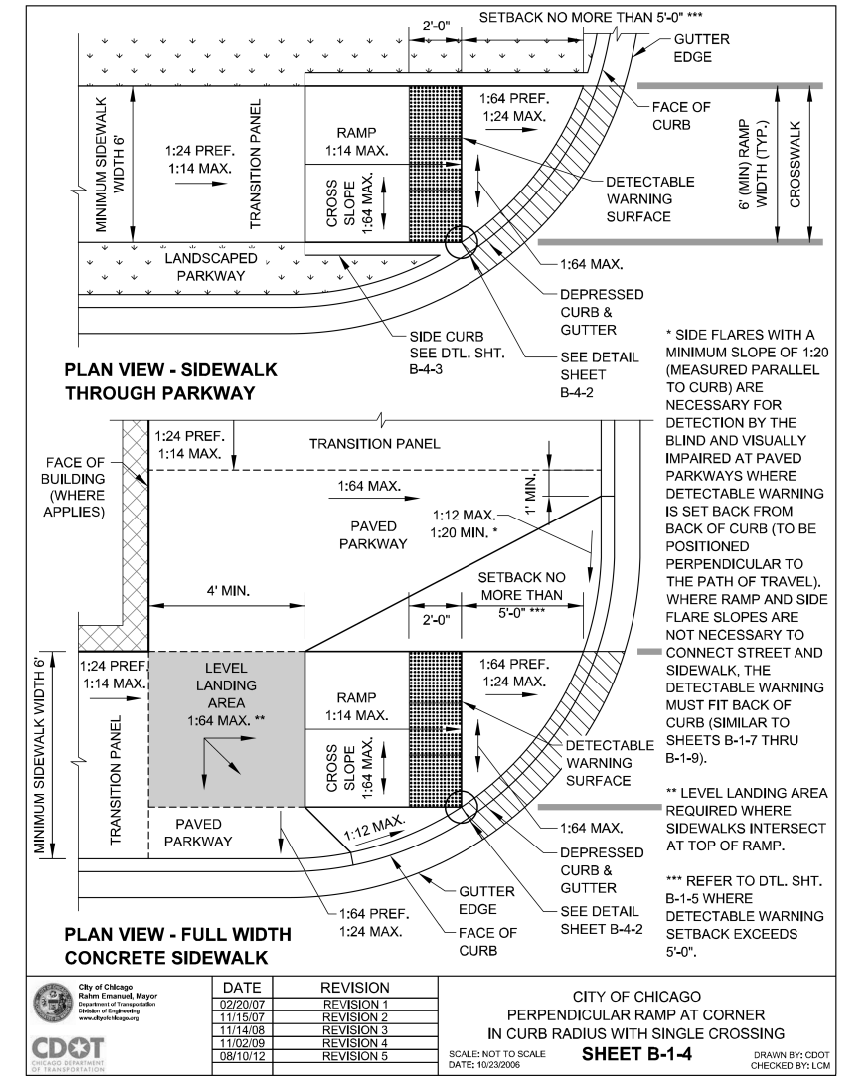 SETBACK NO MORE THAN 5'-0" ***
2'-0"
GUTTER
EDGE
MINIMUM SIDEWALK
WIDTH 6'
1:24 PREF.
1:14 MAX.
TRANSITION PANEL
RAMP
1:14 MAX.
CROSS
SLOPE
1:64 MAX.
1:64 PREF.
1:24 MAX.
FACE OF
CURB
6' (MIN) RAMP
WIDTH (TYP.)
CROSSWALK
DETECTABLE
WARNING
SURFACE
LANDSCAPED
PARKWAY
1:64 MAX.
DEPRESSED
CURB &
GUTTER
SIDE CURB
SEE DTL. SHT.
B-4-3
SEE DETAIL
SHEET
B-4-2
PLAN VIEW - SIDEWALK
THROUGH PARKWAY
* SIDE FLARES WITH A
MINIMUM SLOPE OF 1:20
(MEASURED PARALLEL
TO CURB) ARE
NECESSARY FOR
DETECTION BY THE
BLIND AND VISUALLY
IMPAIRED AT PAVED
PARKWAYS WHERE
DETECTABLE WARNING
IS SET BACK FROM
BACK OF CURB (TO BE
POSITIONED
PERPENDICULAR TO
THE PATH OF TRAVEL).
WHERE RAMP AND SIDE
FLARE SLOPES ARE
NOT NECESSARY TO
CONNECT STREET AND
SIDEWALK, THE
DETECTABLE WARNING
MUST FIT BACK OF
CURB (SIMILAR TO
SHEETS B-1-7 THRU
B-1-9).
** LEVEL LANDING AREA
REQUIRED WHERE
SIDEWALKS INTERSECT
AT TOP OF RAMP.
*** REFER TO DTL. SHT.
B-1-5 WHERE
DETECTABLE WARNING
SETBACK EXCEEDS
5'-0".
FACE OF
BUILDING
(WHERE
APPLIES)
1:24 PREF.
1:14 MAX.
TRANSITION PANEL
1:64 MAX.
PAVED
PARKWAY
1' MIN.
1:12 MAX.
1:20 MIN. *
4' MIN.
2'-0"
SETBACK NO
MORE THAN
5'-0" ***
MINIMUM SIDEWALK WIDTH 6'
1:24 PREF.
1:14 MAX.
TRANSITION PANEL
LEVEL
LANDING
AREA
1:64 MAX. **
RAMP
1:14 MAX.
CROSS
SLOPE
1:64 MAX.
1:64 PREF.
1:24 MAX.
DETECTABLE
WARNING
SURFACE
PAVED
PARKWAY
1:12 MAX.
1:64 MAX.
DEPRESSED
CURB &
GUTTER
1:64 PREF.
1:24 MAX.
GUTTER
EDGE
FACE OF
CURB
SEE DETAIL
SHEET B-4-2
PLAN VIEW - FULL WIDTH
CONCRETE SIDEWALK
City of Chicago
Rahm Emanuel, Mayor
Department of Transportation
Division of Engineering
www.cityofchicago.org
CDOT
CHICAGO DEPARTMENT
OF TRANSPORTATION
DATE REVISION
02/20/07 REVISION 1
11/15/07 REVISION 2
11/14/08 REVISION 3
11/02/09 REVISION 4
08/10/12 REVISION 5
CITY OF CHICAGO
PERPENDICULAR RAMP AT CORNER
IN CURB RADIUS WITH SINGLE CROSSING
SCALE: NOT TO SCALE
DATE: 10/23/2006
SHEET B-1-4
DRAWN BY: CDOT
CHECKED BY: LCM